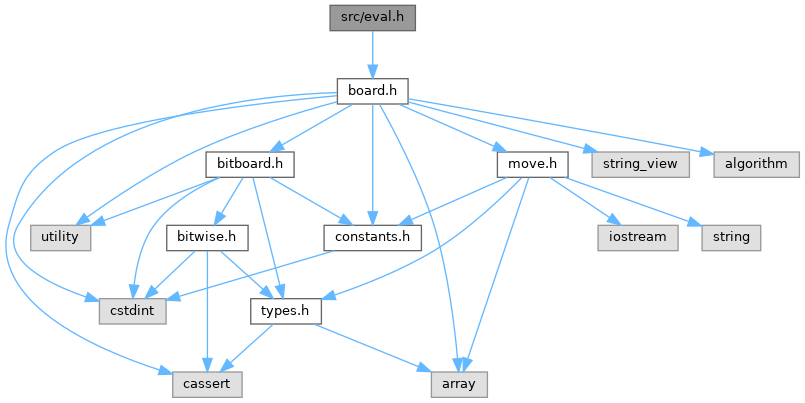 src/eval.h
board.h
bitboard.h
move.h
string_view
algorithm
utility
bitwise.h
constants.h
iostream
string
cstdint
types.h
cassert
array